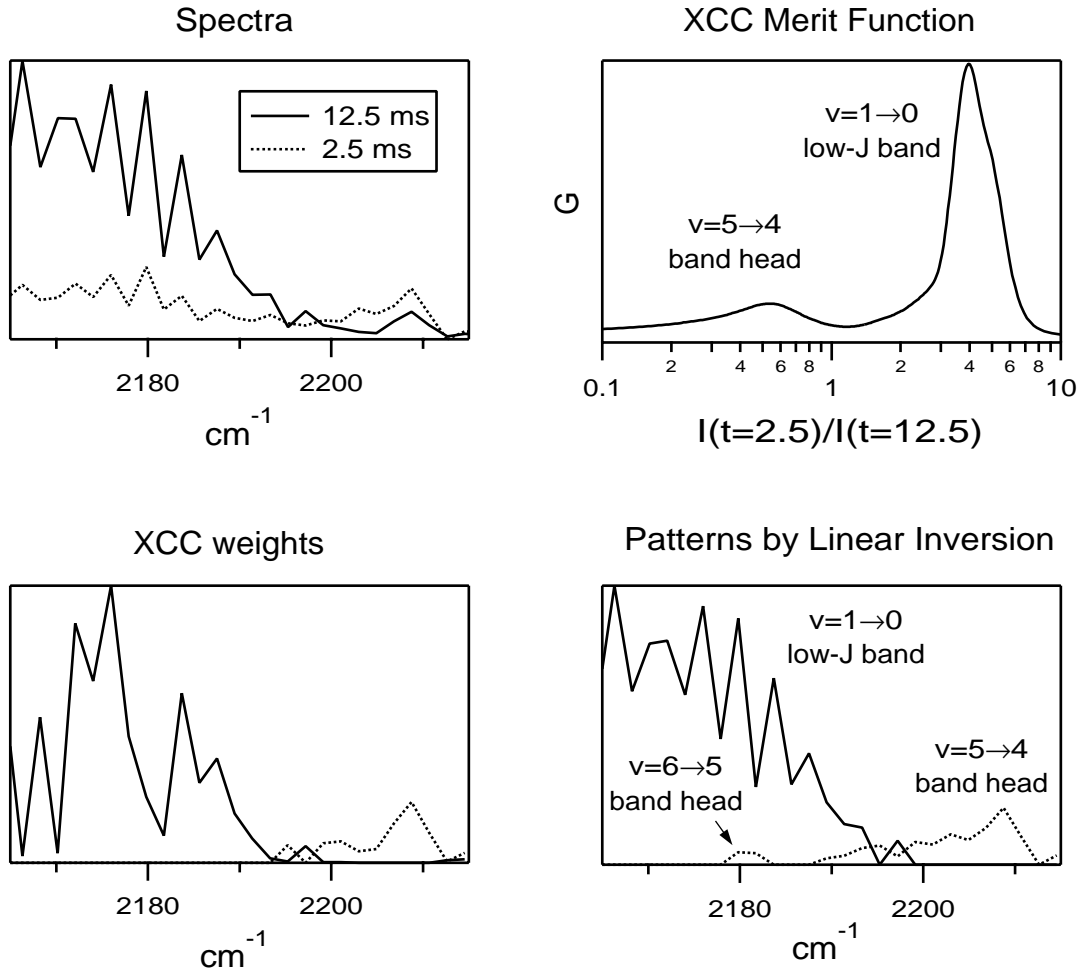 Spectra
12.5 ms
2.5 ms
2180
2200
cm-1
XCC Merit Function
G
v=1→0
low-J band
v=5→4
band head
2
4
6
8
2
4
6
8
0.1
1
10
I(t=2.5)/I(t=12.5)
XCC weights
2180
2200
cm-1
Patterns by Linear Inversion
v=1→0
low-J band
v=6→5
band head
v=5→4
band head
2180
2200
cm-1